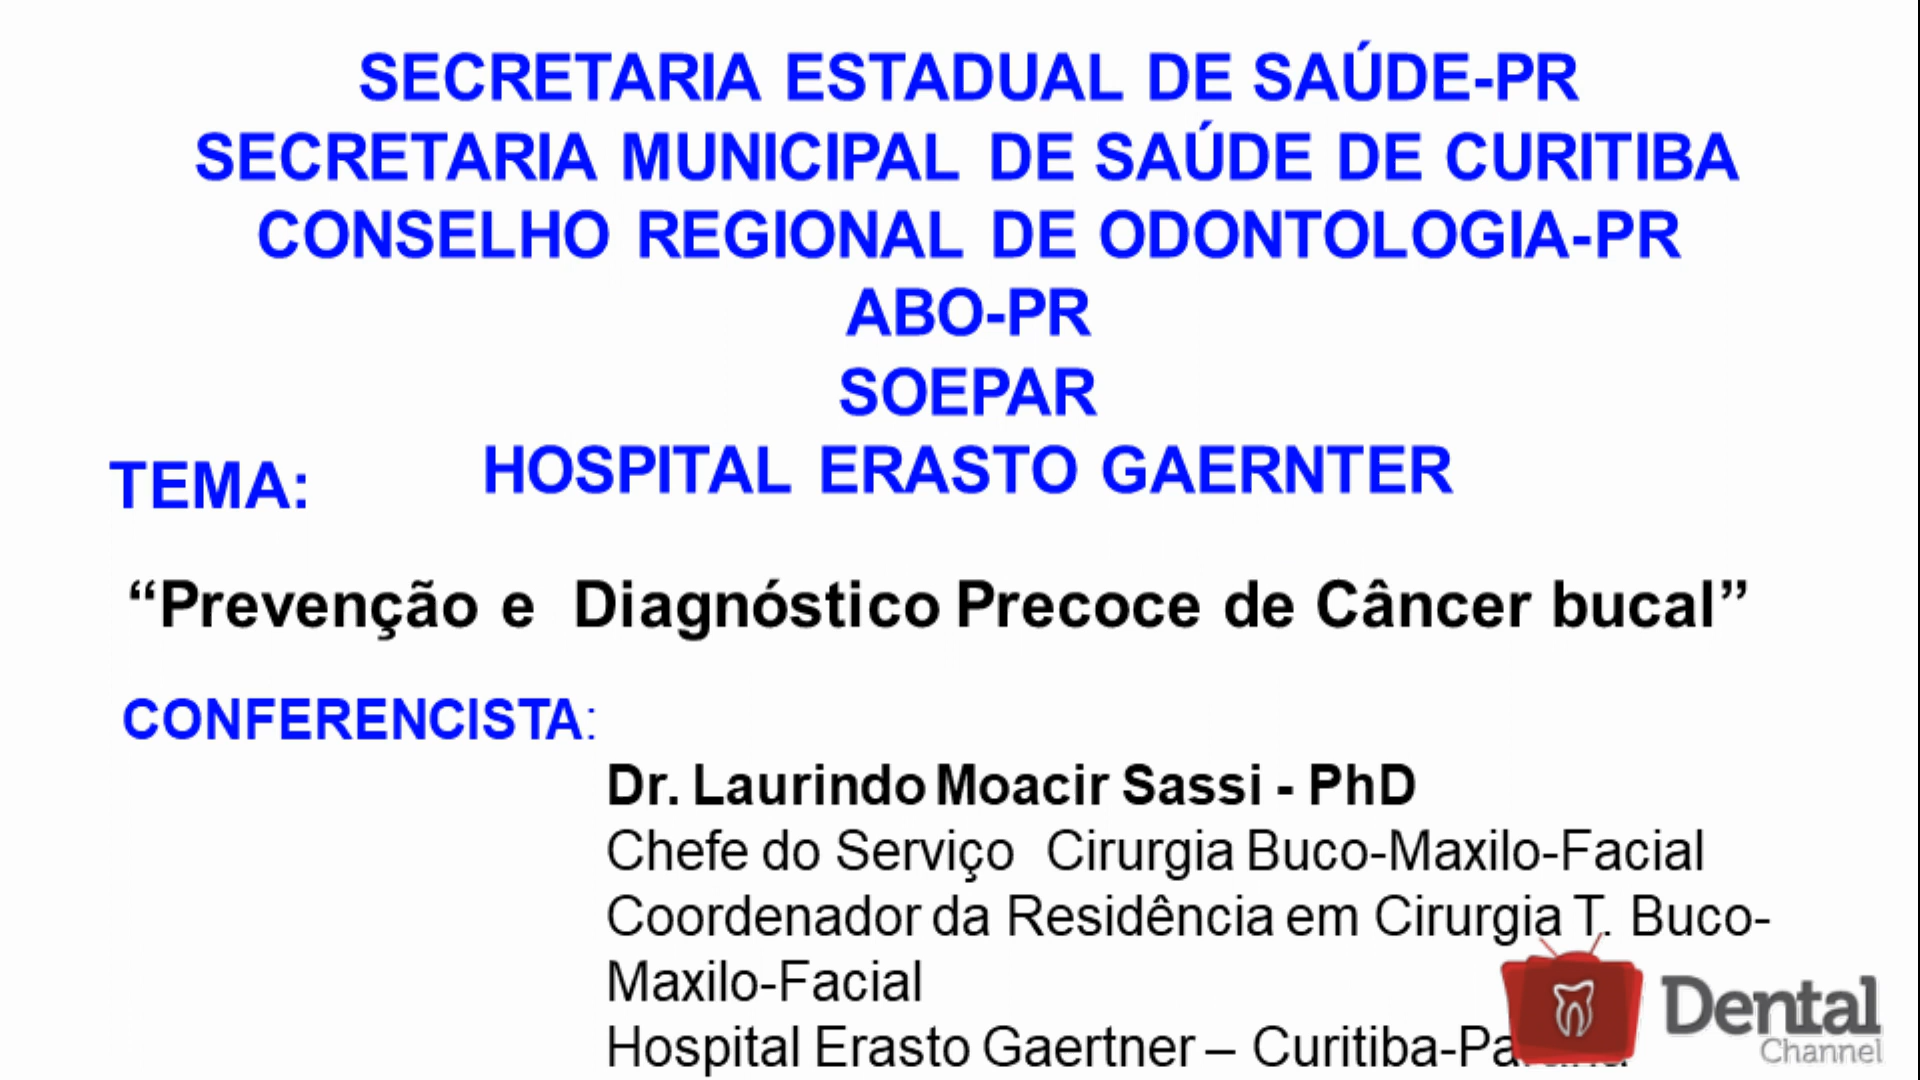 SECRETARIA ESTADUAL DE SAÚDE-PR
SECRETARIA MUNICIPAL DE SAÚDE DE CURITIBA
CONSELHO REGIONAL DE ODONTOLOGIA-PR
ABO-PR
SOEPAR
HOSPITAL ERASTO GAERNTER
TEMA:
“Prevenção e Diagnóstico Precoce de Câncer bucal”
CONFERENCISTA:
Dr. Laurindo Moacir Sassi - PhD
Chefe do Serviço Cirurgia Buco-Maxilo-Facial
Coordenador da Residência em Cirurgia T. Buco-
Maxilo-Facial
Hospital Erasto Gaertner – Curitiba-
Dental
Channel